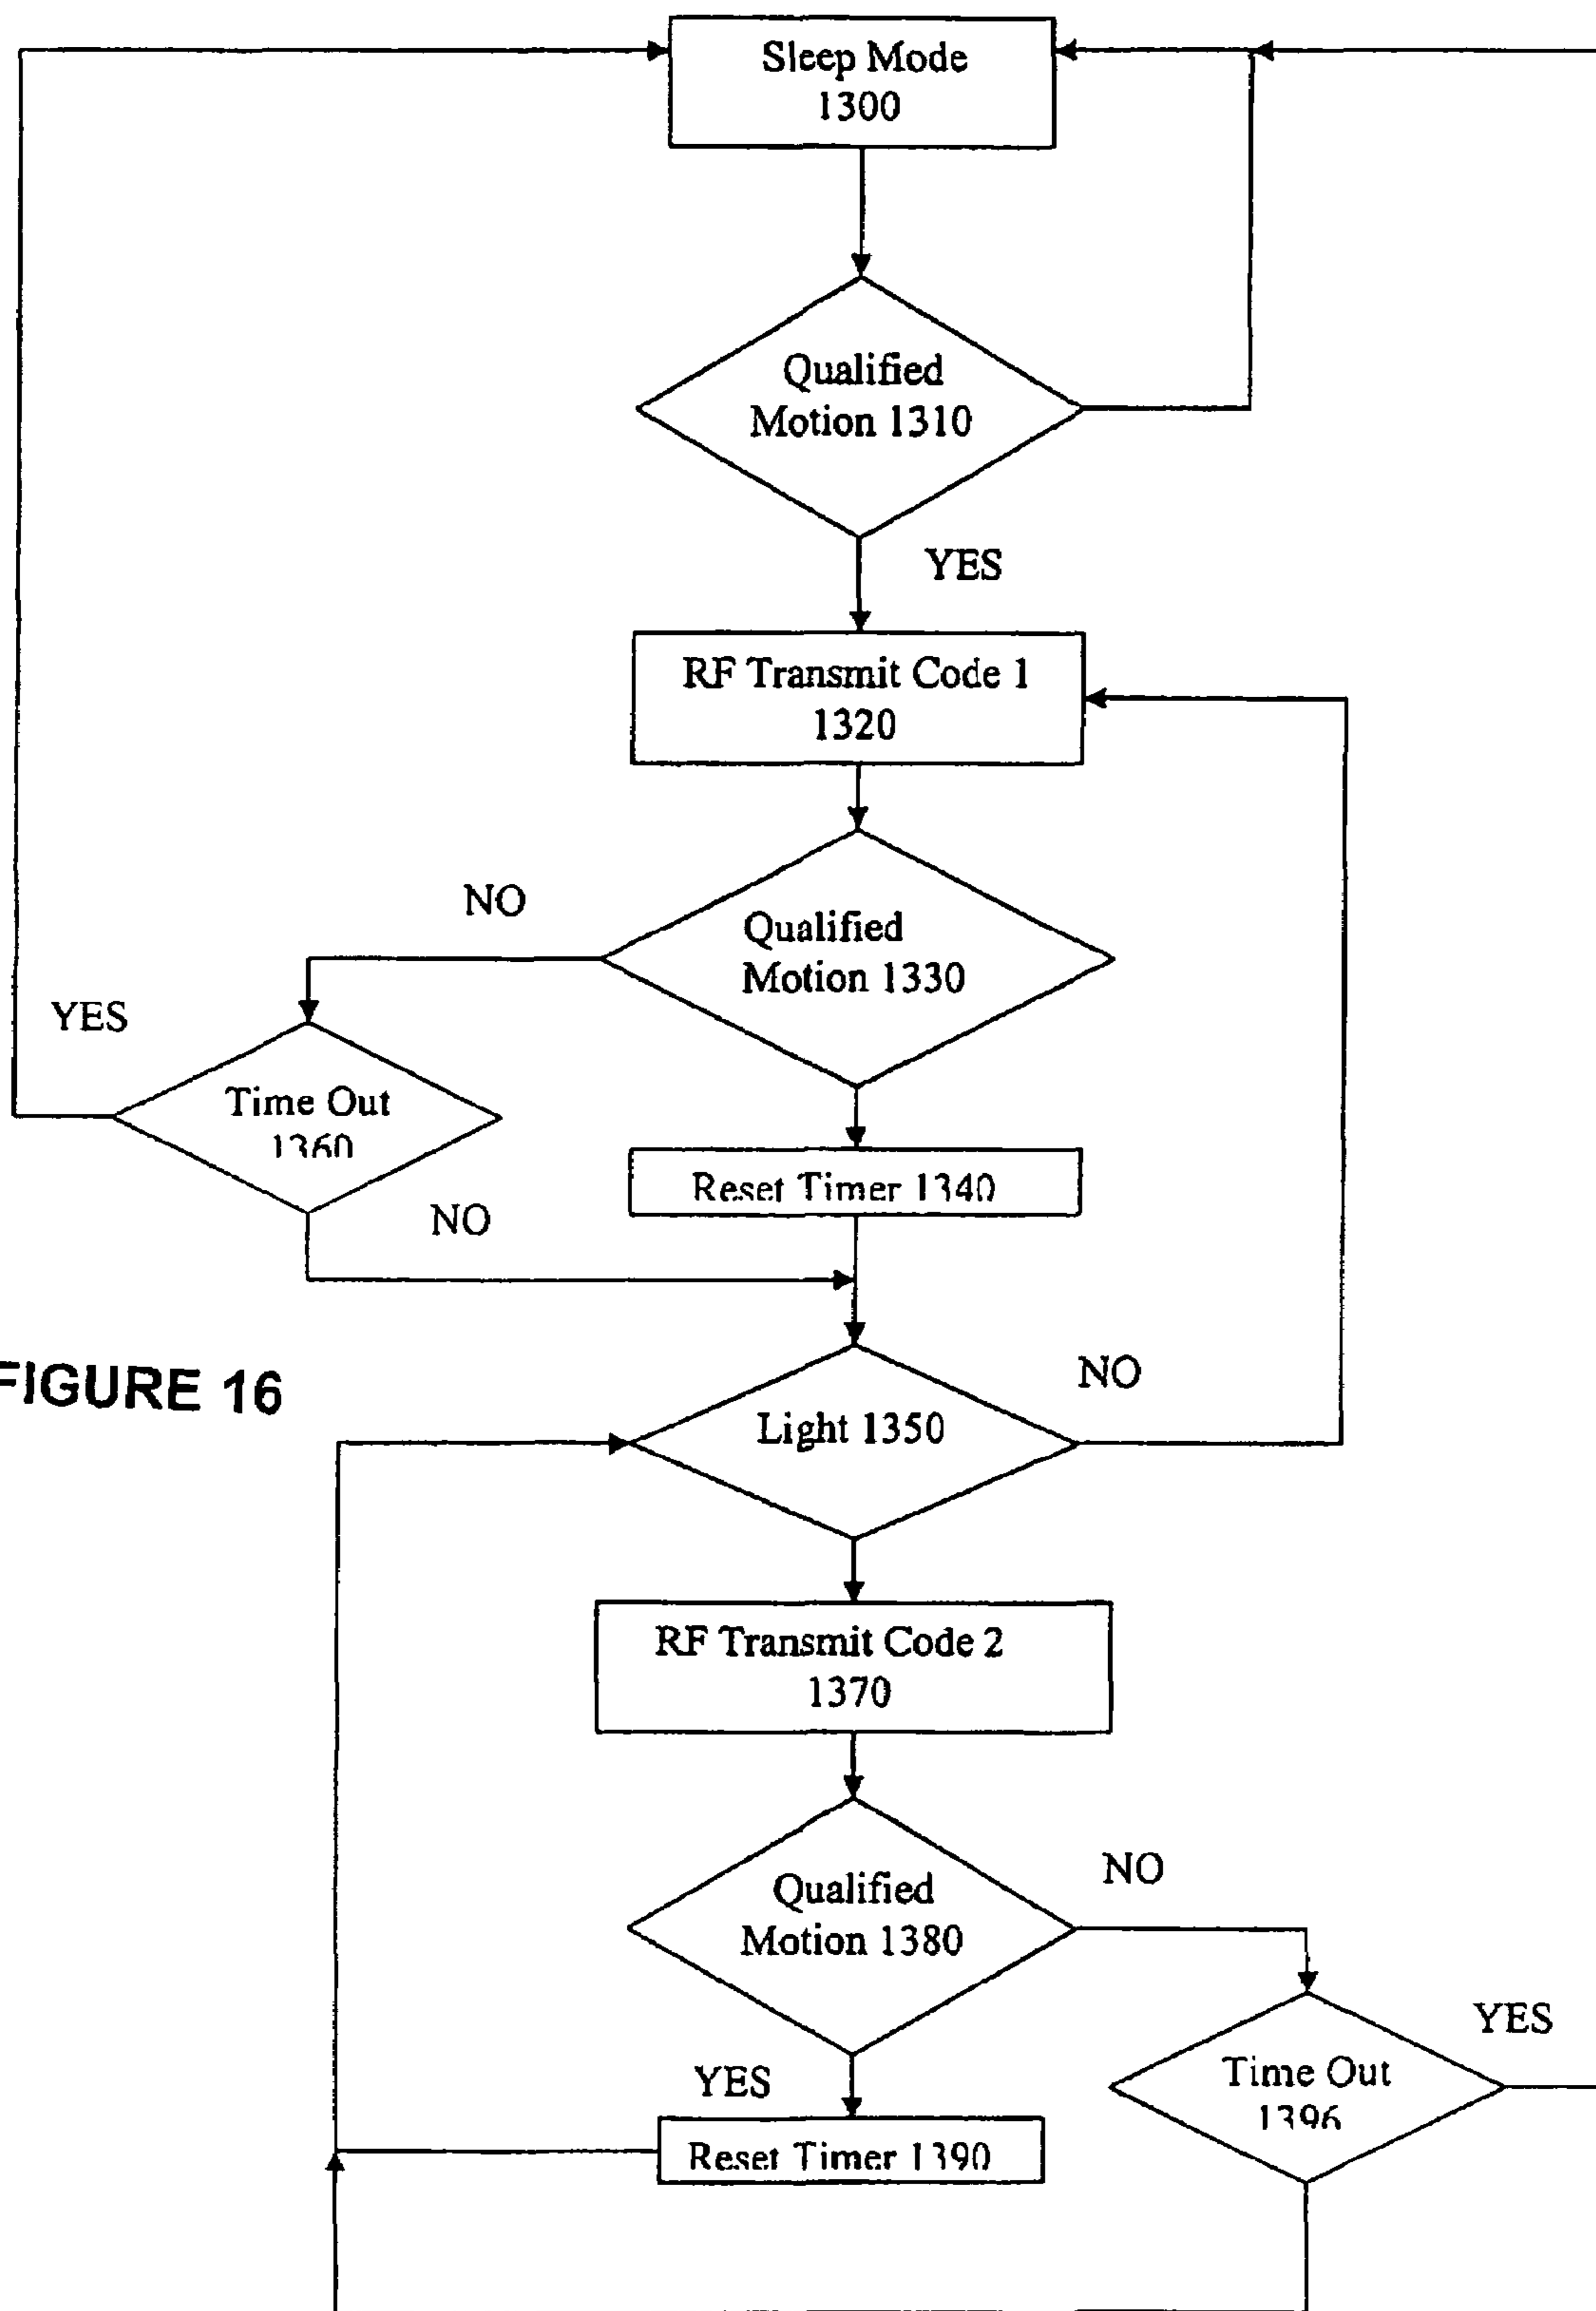 Sleep Mode
1300
Qualified
Motion 1310
YES
RF Transmit Code 1
1320
NO
Qualified
Motion 1330
YES
Time Out
1360
Reset Timer 1340
NO
FIGURE 16
NO
Light 1350
RF Transmit Code 2
1370
NO
Qualified
Motion 1380
YES
YES
Time Out
1396
Reset Timer 1390